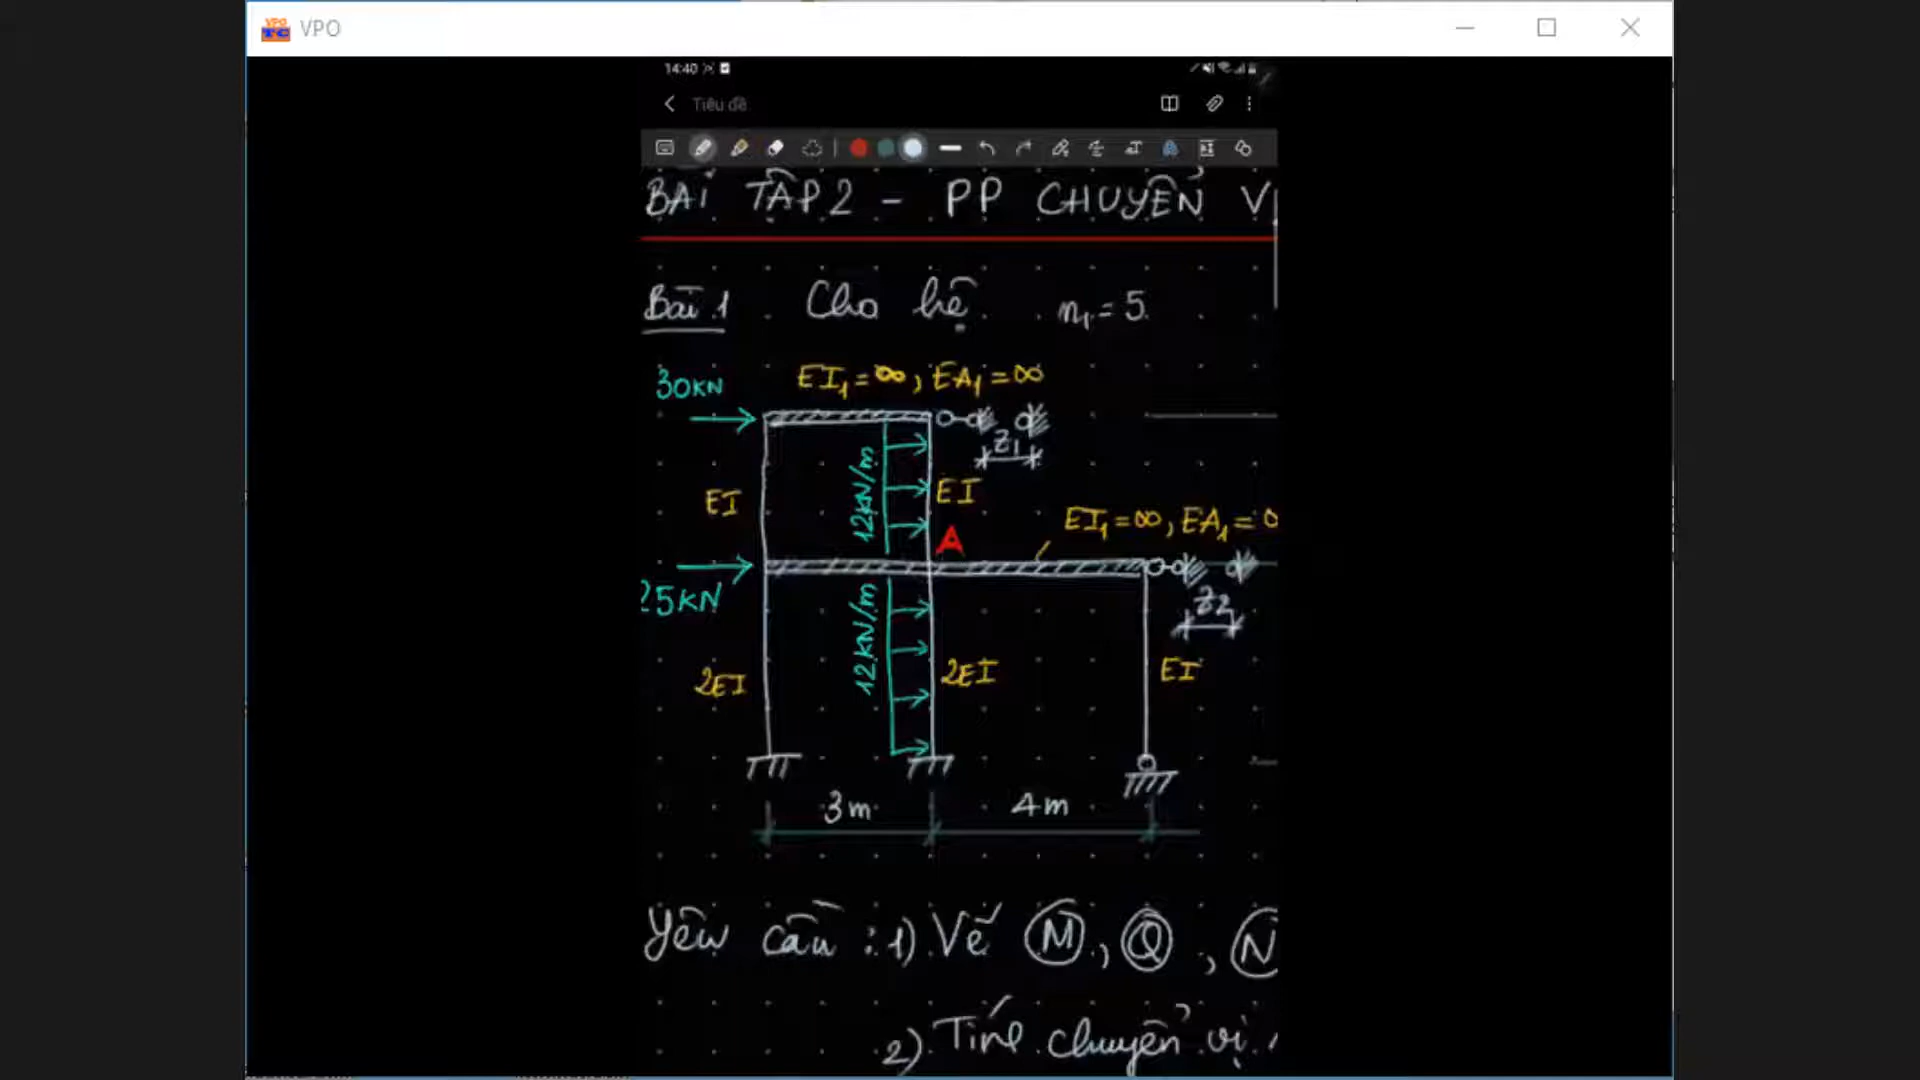 VPO
TC
VPO
14:40
Tiêu đề
BÀI TẬP 2 - PP CHUYỂN V
Bài 1 Cho hệ n₁ = 5
30KN
EI₁ = ∞, EA₁ = ∞
Z1
12KN/m
EI
EI
A
EI₁ = ∞, EA₁ =
25KN
Z2
12KN/m
2EI
2EI
EI
3m
4m
Yêu cầu : 1) Vẽ M, Q, N
2) Tính chuyển vị